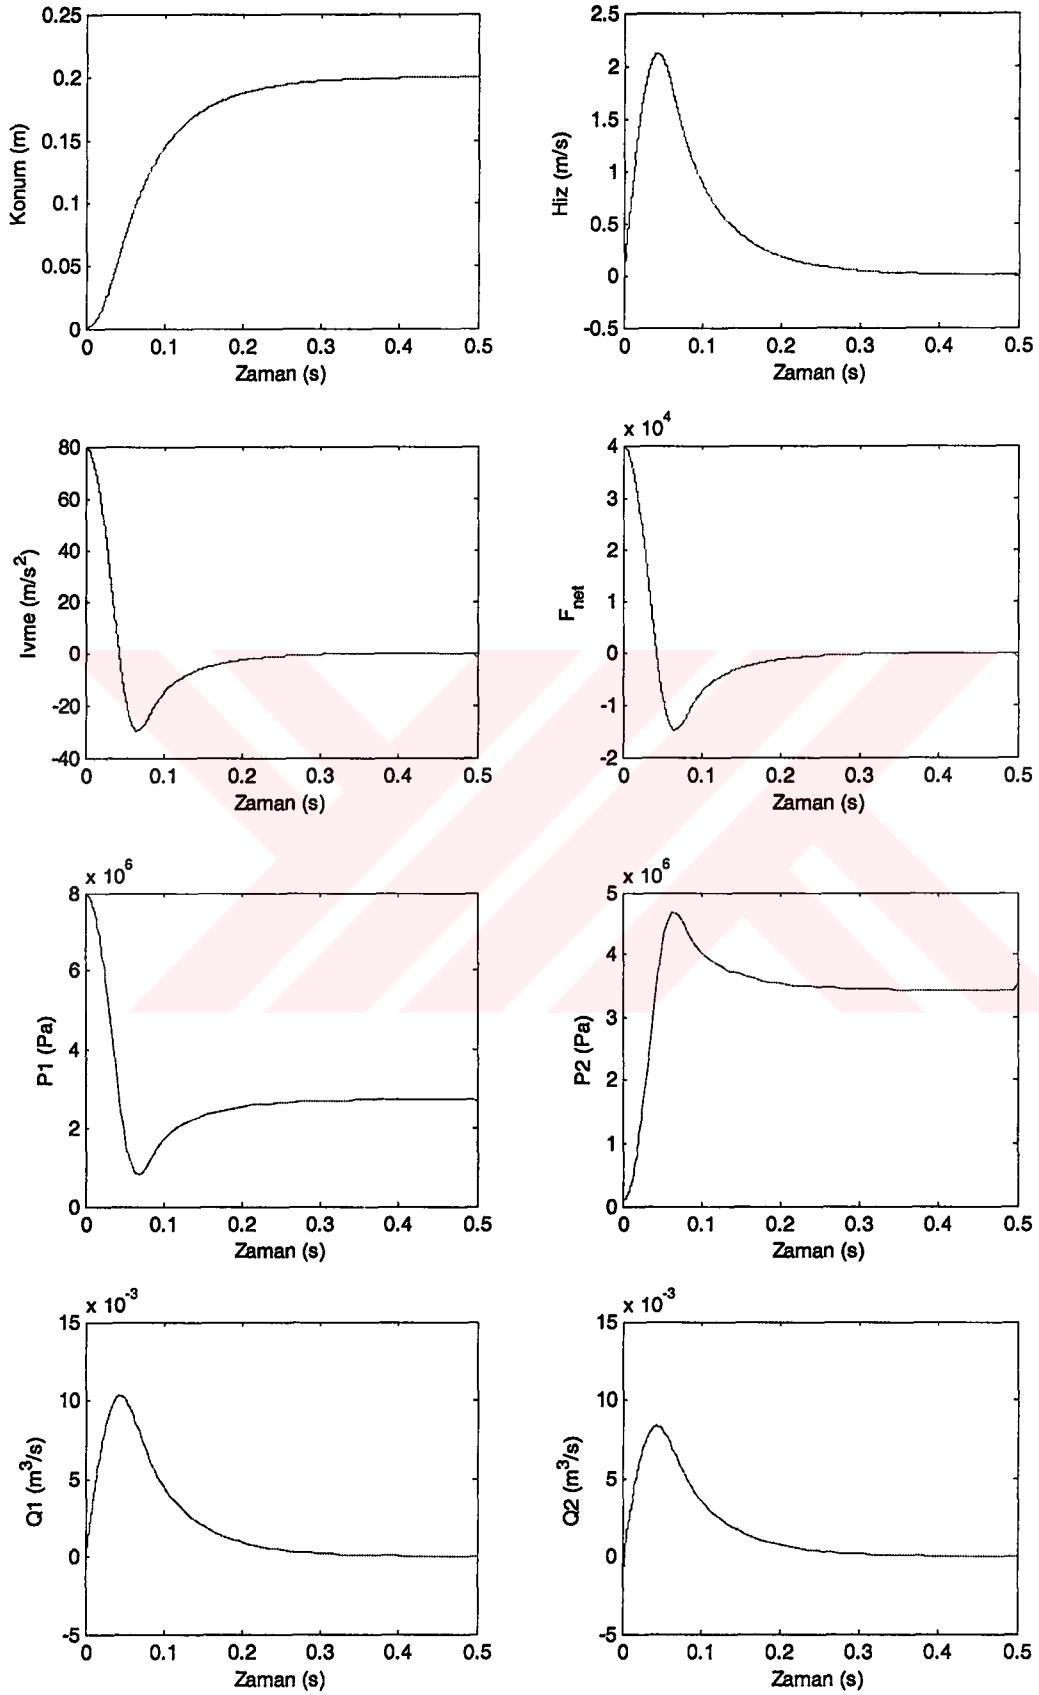 0.25
0.2
0.15
0.1
0.05
0
Konum (m)
0 0.1 0.2 0.3 0.4 0.5
Zaman (s)
2.5
2
1.5
1
0.5
0
-0.5
Hiz (m/s)
0 0.1 0.2 0.3 0.4 0.5
Zaman (s)
80
60
40
20
0
-20
-40
Ivme (m/s²)
0 0.1 0.2 0.3 0.4 0.5
Zaman (s)
x 10⁴
4
3
2
1
0
-1
-2
Fnet
0 0.1 0.2 0.3 0.4 0.5
Zaman (s)
x 10⁶
8
6
4
2
0
P1 (Pa)
0 0.1 0.2 0.3 0.4 0.5
Zaman (s)
x 10⁶
5
4
3
2
1
0
P2 (Pa)
0 0.1 0.2 0.3 0.4 0.5
Zaman (s)
x 10⁻³
15
10
5
0
-5
Q1 (m³/s)
0 0.1 0.2 0.3 0.4 0.5
Zaman (s)
x 10⁻³
15
10
5
0
-5
Q2 (m³/s)
0 0.1 0.2 0.3 0.4 0.5
Zaman (s)